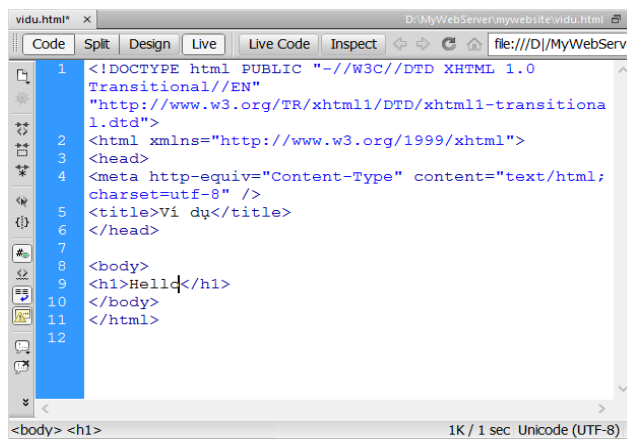 vidu.html* × D:\MyWebServer\mywebsite\vidu.html
Code Split Design Live Live Code Inspect file:///D|/MyWebServ
1 <!DOCTYPE html PUBLIC "-//W3C//DTD XHTML 1.0
Transitional//EN"
"http://www.w3.org/TR/xhtml1/DTD/xhtml1-transitiona
l.dtd">
2 <html xmlns="http://www.w3.org/1999/xhtml">
3 <head>
4 <meta http-equiv="Content-Type" content="text/html;
charset=utf-8" />
5 <title>Ví dụ</title>
6 </head>
7
8 <body>
9 <h1>Hello</h1>
10 </body>
11 </html>
12
<body> <h1> 1K / 1 sec Unicode (UTF-8)